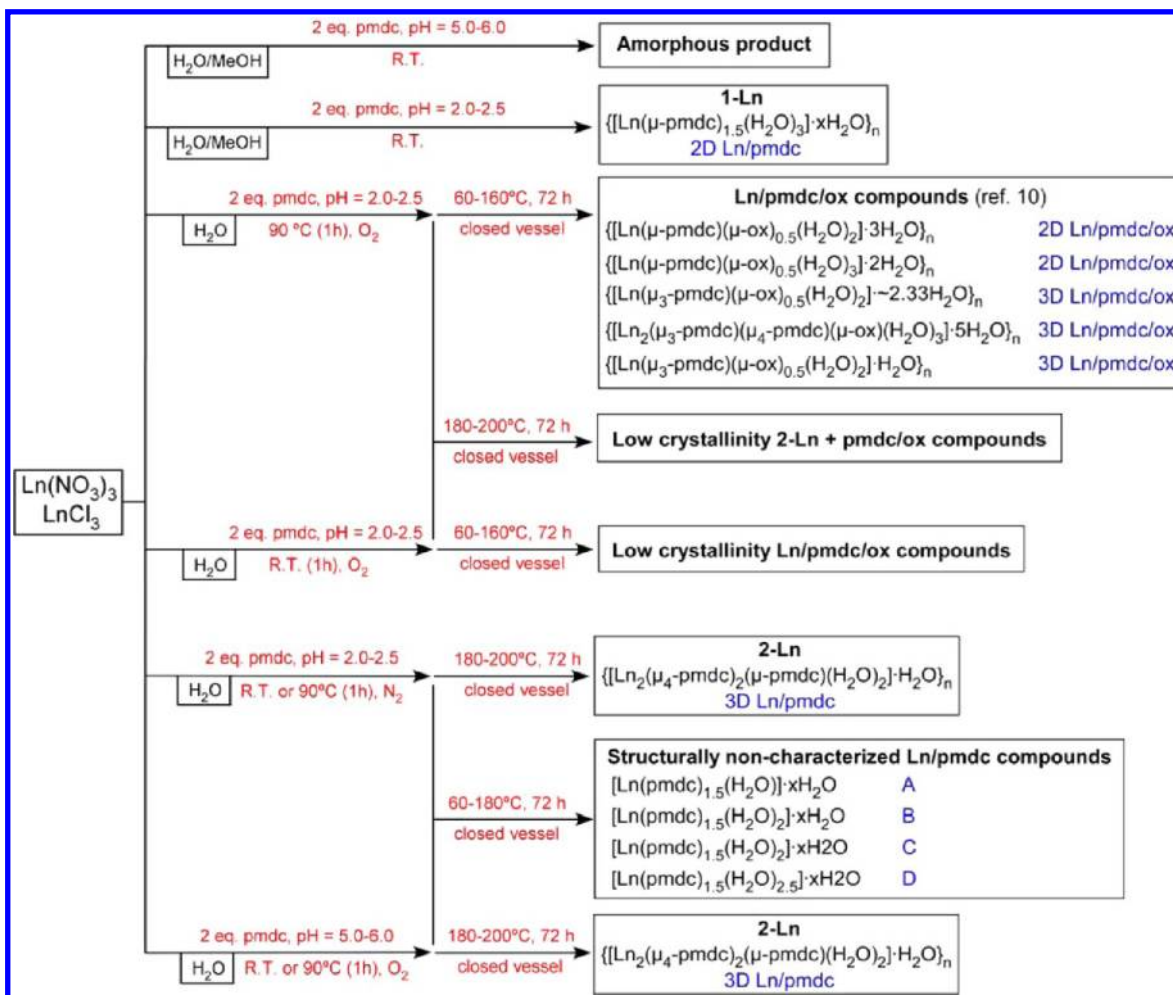 2 eq. pmdc, pH = 5.0-6.0
H₂O/MeOH
R.T.
Amorphous product
2 eq. pmdc, pH = 2.0-2.5
H₂O/MeOH
R.T.
1-Ln
{[Ln(μ-pmdc)₁.₅(H₂O)₃]·xH₂O}ₙ
2D Ln/pmdc
2 eq. pmdc, pH = 2.0-2.5
H₂O
90 ºC (1h), O₂
60-160ºC, 72 h
closed vessel
Ln/pmdc/ox compounds (ref. 10)
{[Ln(μ-pmdc)(μ-ox)₀.₅(H₂O)₂]·3H₂O}ₙ 2D Ln/pmdc/ox
{[Ln(μ-pmdc)(μ-ox)₀.₅(H₂O)₃]·2H₂O}ₙ 2D Ln/pmdc/ox
{[Ln(μ₃-pmdc)(μ-ox)₀.₅(H₂O)₂]·~2.33H₂O}ₙ 3D Ln/pmdc/ox
{[Ln₂(μ₃-pmdc)(μ₄-pmdc)(μ-ox)(H₂O)₃]·5H₂O}ₙ 3D Ln/pmdc/ox
{[Ln(μ₃-pmdc)(μ-ox)₀.₅(H₂O)₂]·H₂O}ₙ 3D Ln/pmdc/ox
180-200ºC, 72 h
closed vessel
Low crystallinity 2-Ln + pmdc/ox compounds
Ln(NO₃)₃
LnCl₃
2 eq. pmdc, pH = 2.0-2.5
H₂O
R.T. (1h), O₂
60-160ºC, 72 h
closed vessel
Low crystallinity Ln/pmdc/ox compounds
2 eq. pmdc, pH = 2.0-2.5
H₂O
R.T. or 90ºC (1h), N₂
180-200ºC, 72 h
closed vessel
2-Ln
{[Ln₂(μ₄-pmdc)₂(μ-pmdc)(H₂O)₂]·H₂O}ₙ
3D Ln/pmdc
60-180ºC, 72 h
closed vessel
Structurally non-characterized Ln/pmdc compounds
[Ln(pmdc)₁.₅(H₂O)]·xH₂O A
[Ln(pmdc)₁.₅(H₂O)₂]·xH₂O B
[Ln(pmdc)₁.₅(H₂O)₂]·xH2O C
[Ln(pmdc)₁.₅(H₂O)₂.₅]·xH2O D
2 eq. pmdc, pH = 5.0-6.0
H₂O
R.T. or 90ºC (1h), O₂
180-200ºC, 72 h
closed vessel
2-Ln
{[Ln₂(μ₄-pmdc)₂(μ-pmdc)(H₂O)₂]·H₂O}ₙ
3D Ln/pmdc